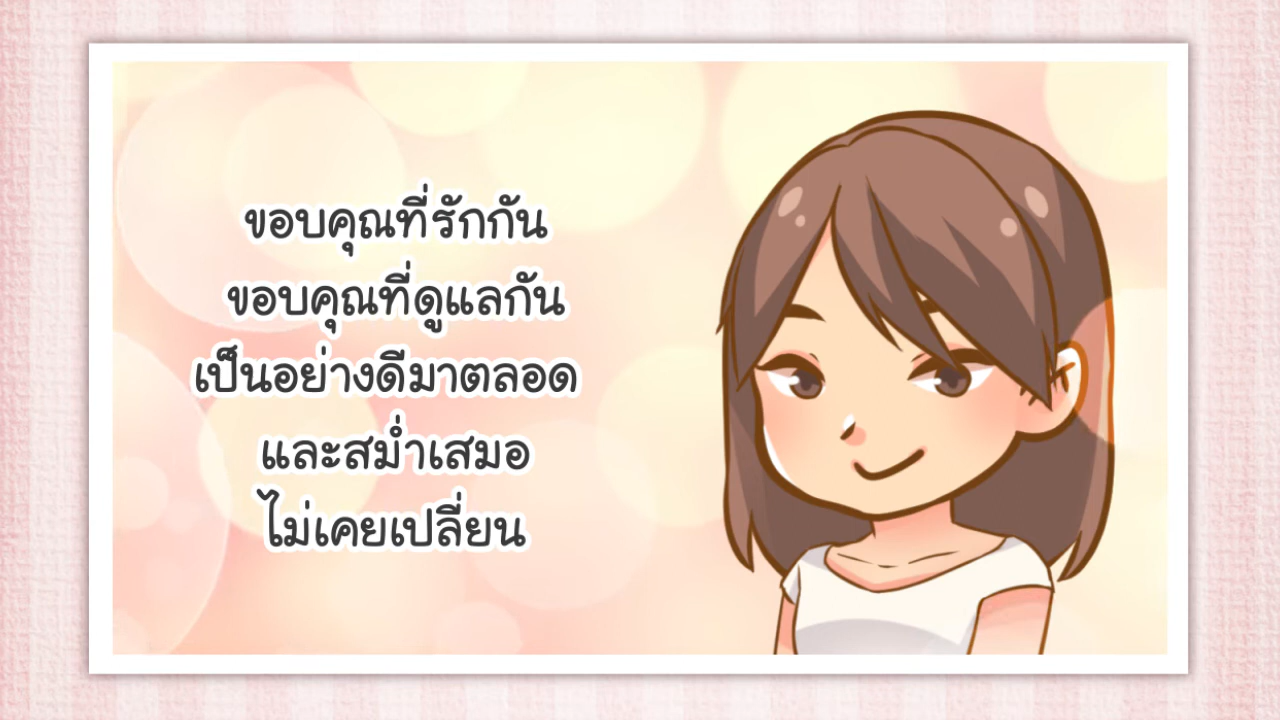 ขอบคุณที่รักกัน
ขอบคุณที่ดูแลกัน
เป็นอย่างดีมาตลอด
และสม่ำเสมอ
ไม่เคยเปลี่ยน